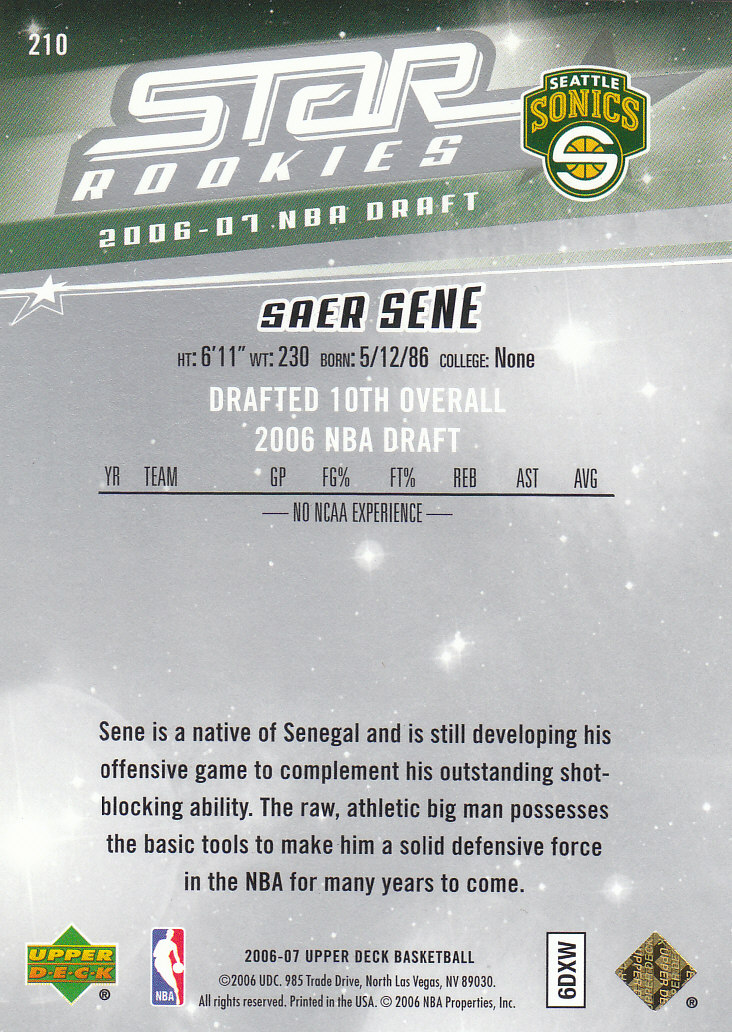 210
STAR
ROOKIES
2006-07 NBA DRAFT
SEATTLE
SONICS
SAER SENE
HT: 6'11" WT: 230 BORN: 5/12/86 COLLEGE: None
DRAFTED 10TH OVERALL
2006 NBA DRAFT
YR TEAM GP FG% FT% REB AST AVG
— NO NCAA EXPERIENCE —
Sene is a native of Senegal and is still developing his
offensive game to complement his outstanding shot-
blocking ability. The raw, athletic big man possesses
the basic tools to make him a solid defensive force
in the NBA for many years to come.
UPPER
DECK
®
NBA
2006-07 UPPER DECK BASKETBALL
©2006 UDC. 985 Trade Drive, North Las Vegas, NV 89030.
All rights reserved. Printed in the USA. © 2006 NBA Properties, Inc.
6DXW
®